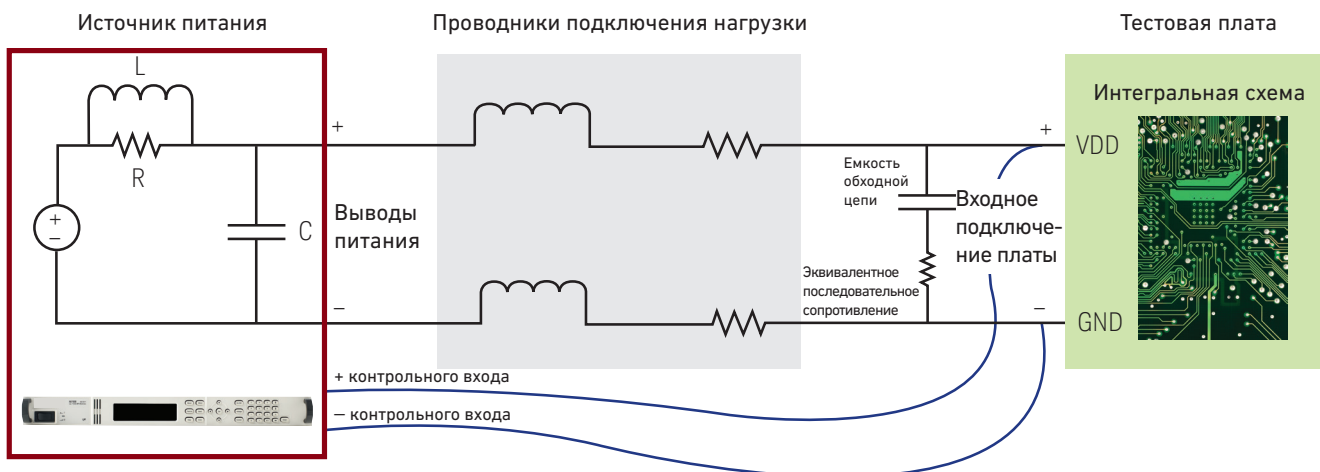 Источник питания
Проводники подключения нагрузки
Тестовая плата
L
R
+
−
C
+
Выводы
питания
−
Емкость
обходной
цепи
Эквивалентное
последовательное
сопротивление
Входное
подключе-
ние платы
+
−
Интегральная схема
VDD
GND
+ контрольного входа
− контрольного входа